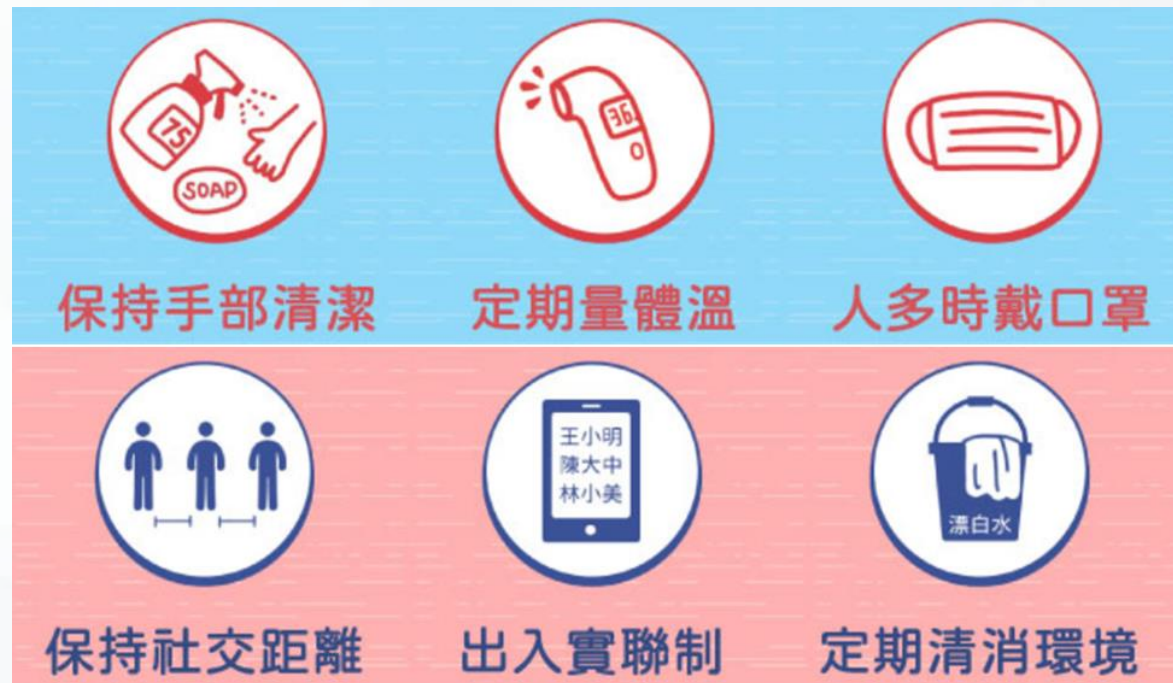 75
SOAP
36.
保持手部清潔
定期量體溫
人多時戴口罩
王小明
陳大中
林小美
漂白水
保持社交距離
出入實聯制
定期清消環境